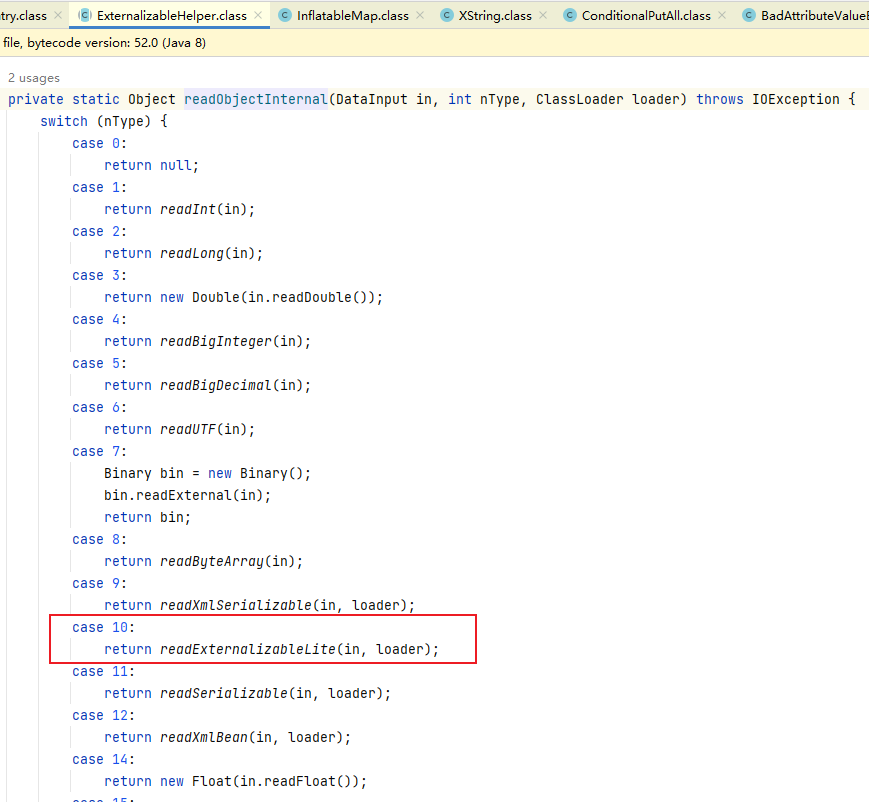 try.class × ExternalizableHelper.class × InflatableMap.class × XString.class × ConditionalPutAll.class × BadAttributeValueE
file, bytecode version: 52.0 (Java 8)
2 usages
private static Object readObjectInternal(DataInput in, int nType, ClassLoader loader) throws IOException {
switch (nType) {
case 0:
return null;
case 1:
return readInt(in);
case 2:
return readLong(in);
case 3:
return new Double(in.readDouble());
case 4:
return readBigInteger(in);
case 5:
return readBigDecimal(in);
case 6:
return readUTF(in);
case 7:
Binary bin = new Binary();
bin.readExternal(in);
return bin;
case 8:
return readByteArray(in);
case 9:
return readXmlSerializable(in, loader);
case 10:
return readExternalizableLite(in, loader);
case 11:
return readSerializable(in, loader);
case 12:
return readXmlBean(in, loader);
case 14:
return new Float(in.readFloat());
case 15: